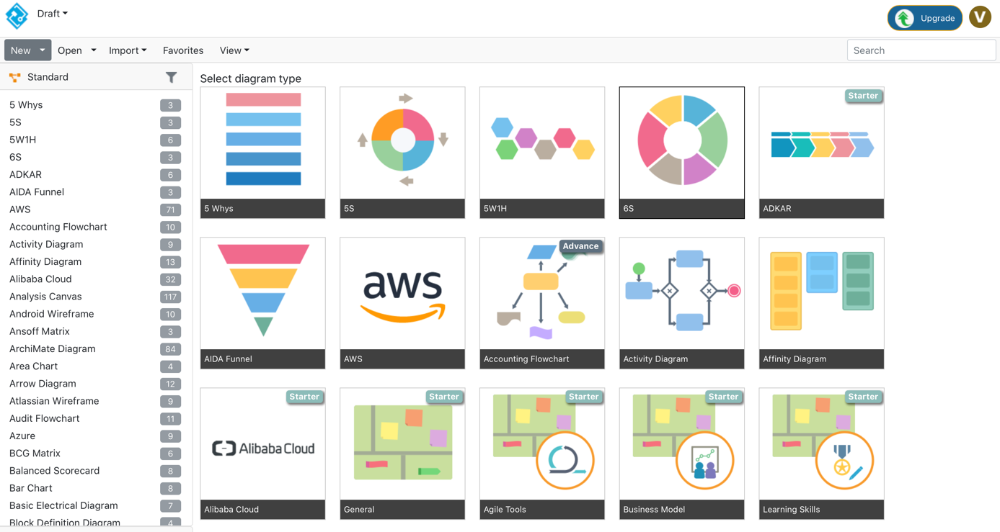 Draft
Upgrade
V
New
Open
Import
Favorites
View
Search
Standard
5 Whys 3
5S 3
5W1H 6
6S 3
ADKAR 6
AIDA Funnel 3
AWS 71
Accounting Flowchart 10
Activity Diagram 9
Affinity Diagram 13
Alibaba Cloud 32
Analysis Canvas 117
Android Wireframe 10
Ansoff Matrix 3
ArchiMate Diagram 84
Area Chart 4
Arrow Diagram 12
Atlassian Wireframe 9
Audit Flowchart 11
Azure 9
BCG Matrix 6
Balanced Scorecard 8
Bar Chart 8
Basic Electrical Diagram 7
Block Definition Diagram 4
Select diagram type
Starter
5 Whys
5S
5W1H
6S
ADKAR
aws
Advance
AIDA Funnel
AWS
Accounting Flowchart
Activity Diagram
Affinity Diagram
Starter
Starter
Starter
Starter
Starter
Alibaba Cloud
Alibaba Cloud
General
Agile Tools
Business Model
Learning Skills